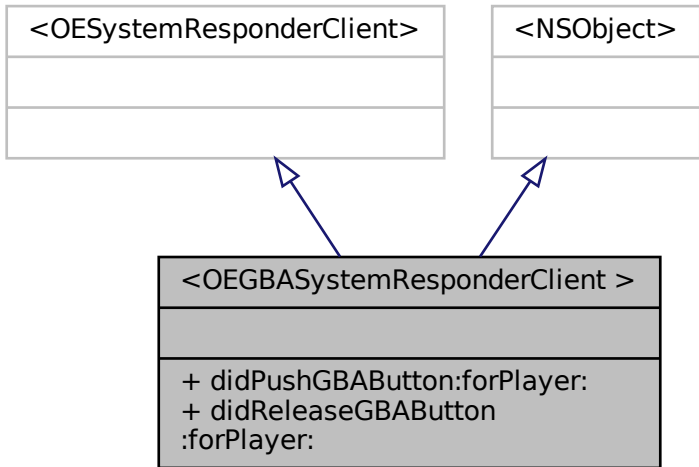 <OESystemResponderClient>
<NSObject>
<OEGBASystemResponderClient >
+ didPushGBAButton:forPlayer:
+ didReleaseGBAButton
:forPlayer: